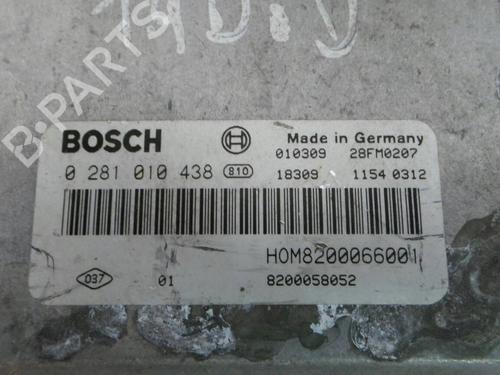 B-PARTS
BOSCH
Made in Germany
0 281 010 438 810
010309 28FM0207
18309 1154 0312
HOM8200066001
037 01 8200058052